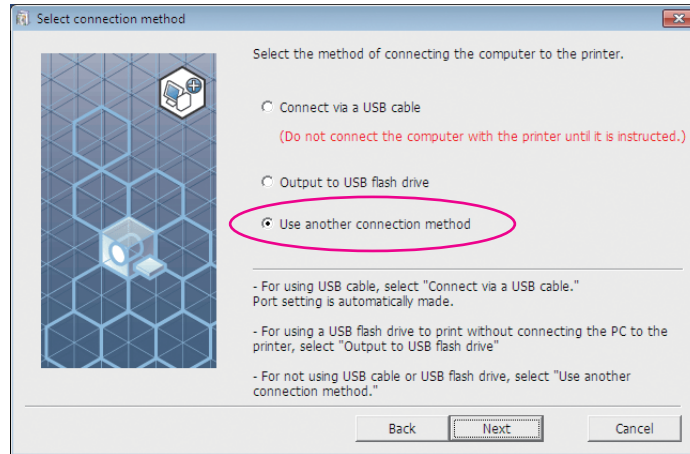 Select connection method
Select the method of connecting the computer to the printer.
Connect via a USB cable
(Do not connect the computer with the printer until it is instructed.)
Output to USB flash drive
Use another connection method
- For using USB cable, select "Connect via a USB cable."
Port setting is automatically made.
- For using a USB flash drive to print without connecting the PC to the
printer, select "Output to USB flash drive"
- For not using USB cable or USB flash drive, select "Use another
connection method."
Back
Next
Cancel